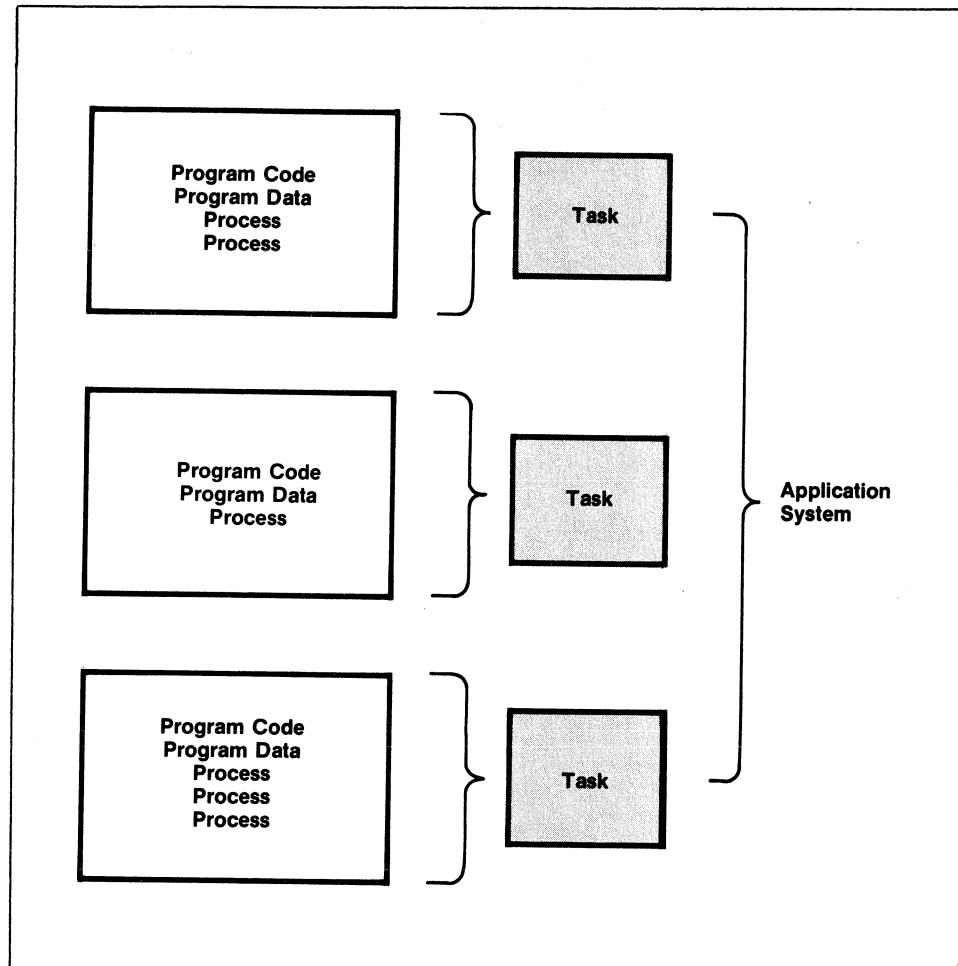 Program Code
Program Data
Process
Process
Task
Program Code
Program Data
Process
Task
Application
System
Program Code
Program Data
Process
Process
Process
Task